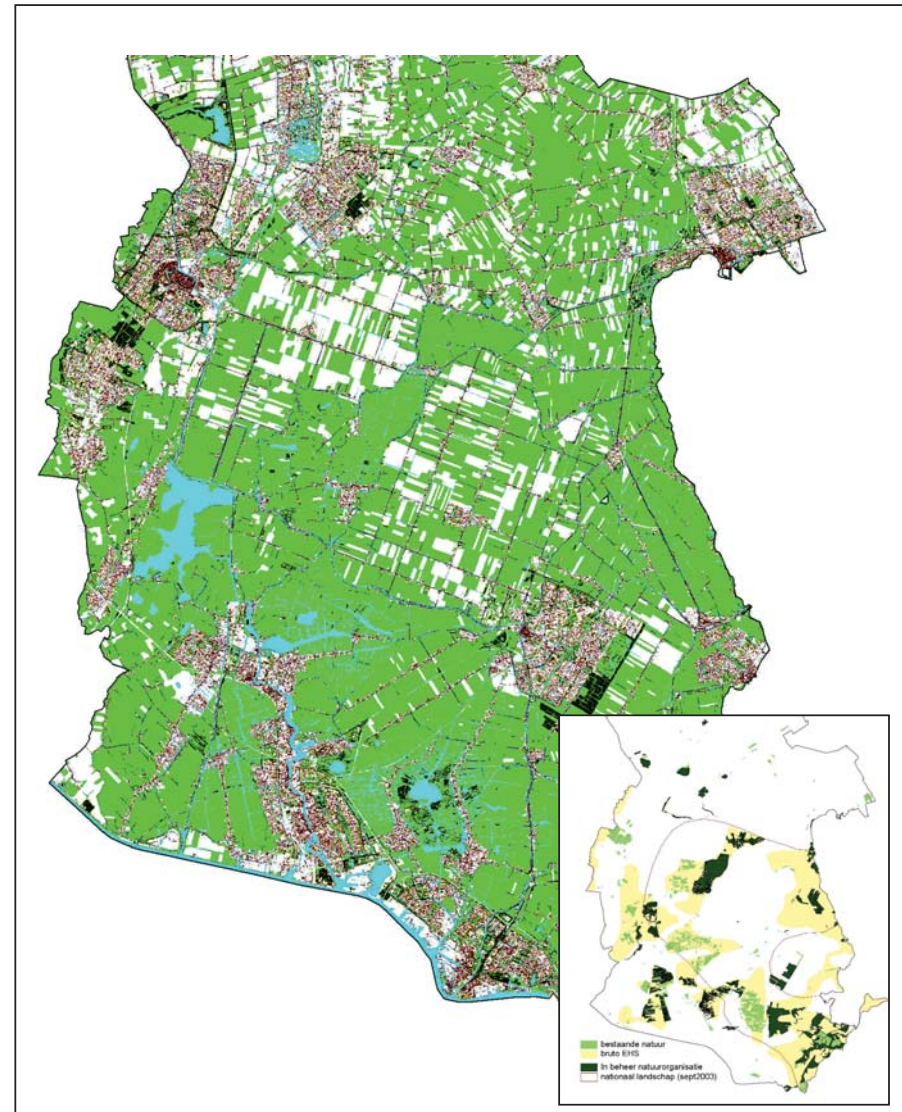 bestaande natuur
bruto EHS
In beheer natuurorganisatie
nationaal landschap (sept2003)